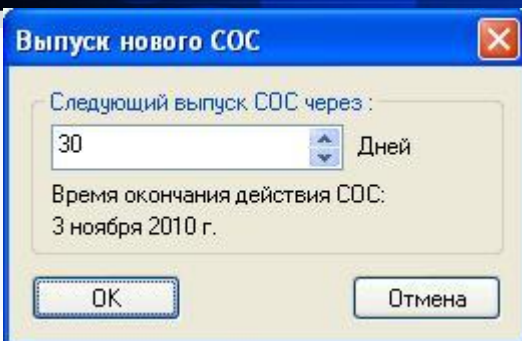 Выпуск нового СОС
Следующий выпуск СОС через :
30
Дней
Время окончания действия СОС:
3 ноября 2010 г.
OK
Отмена